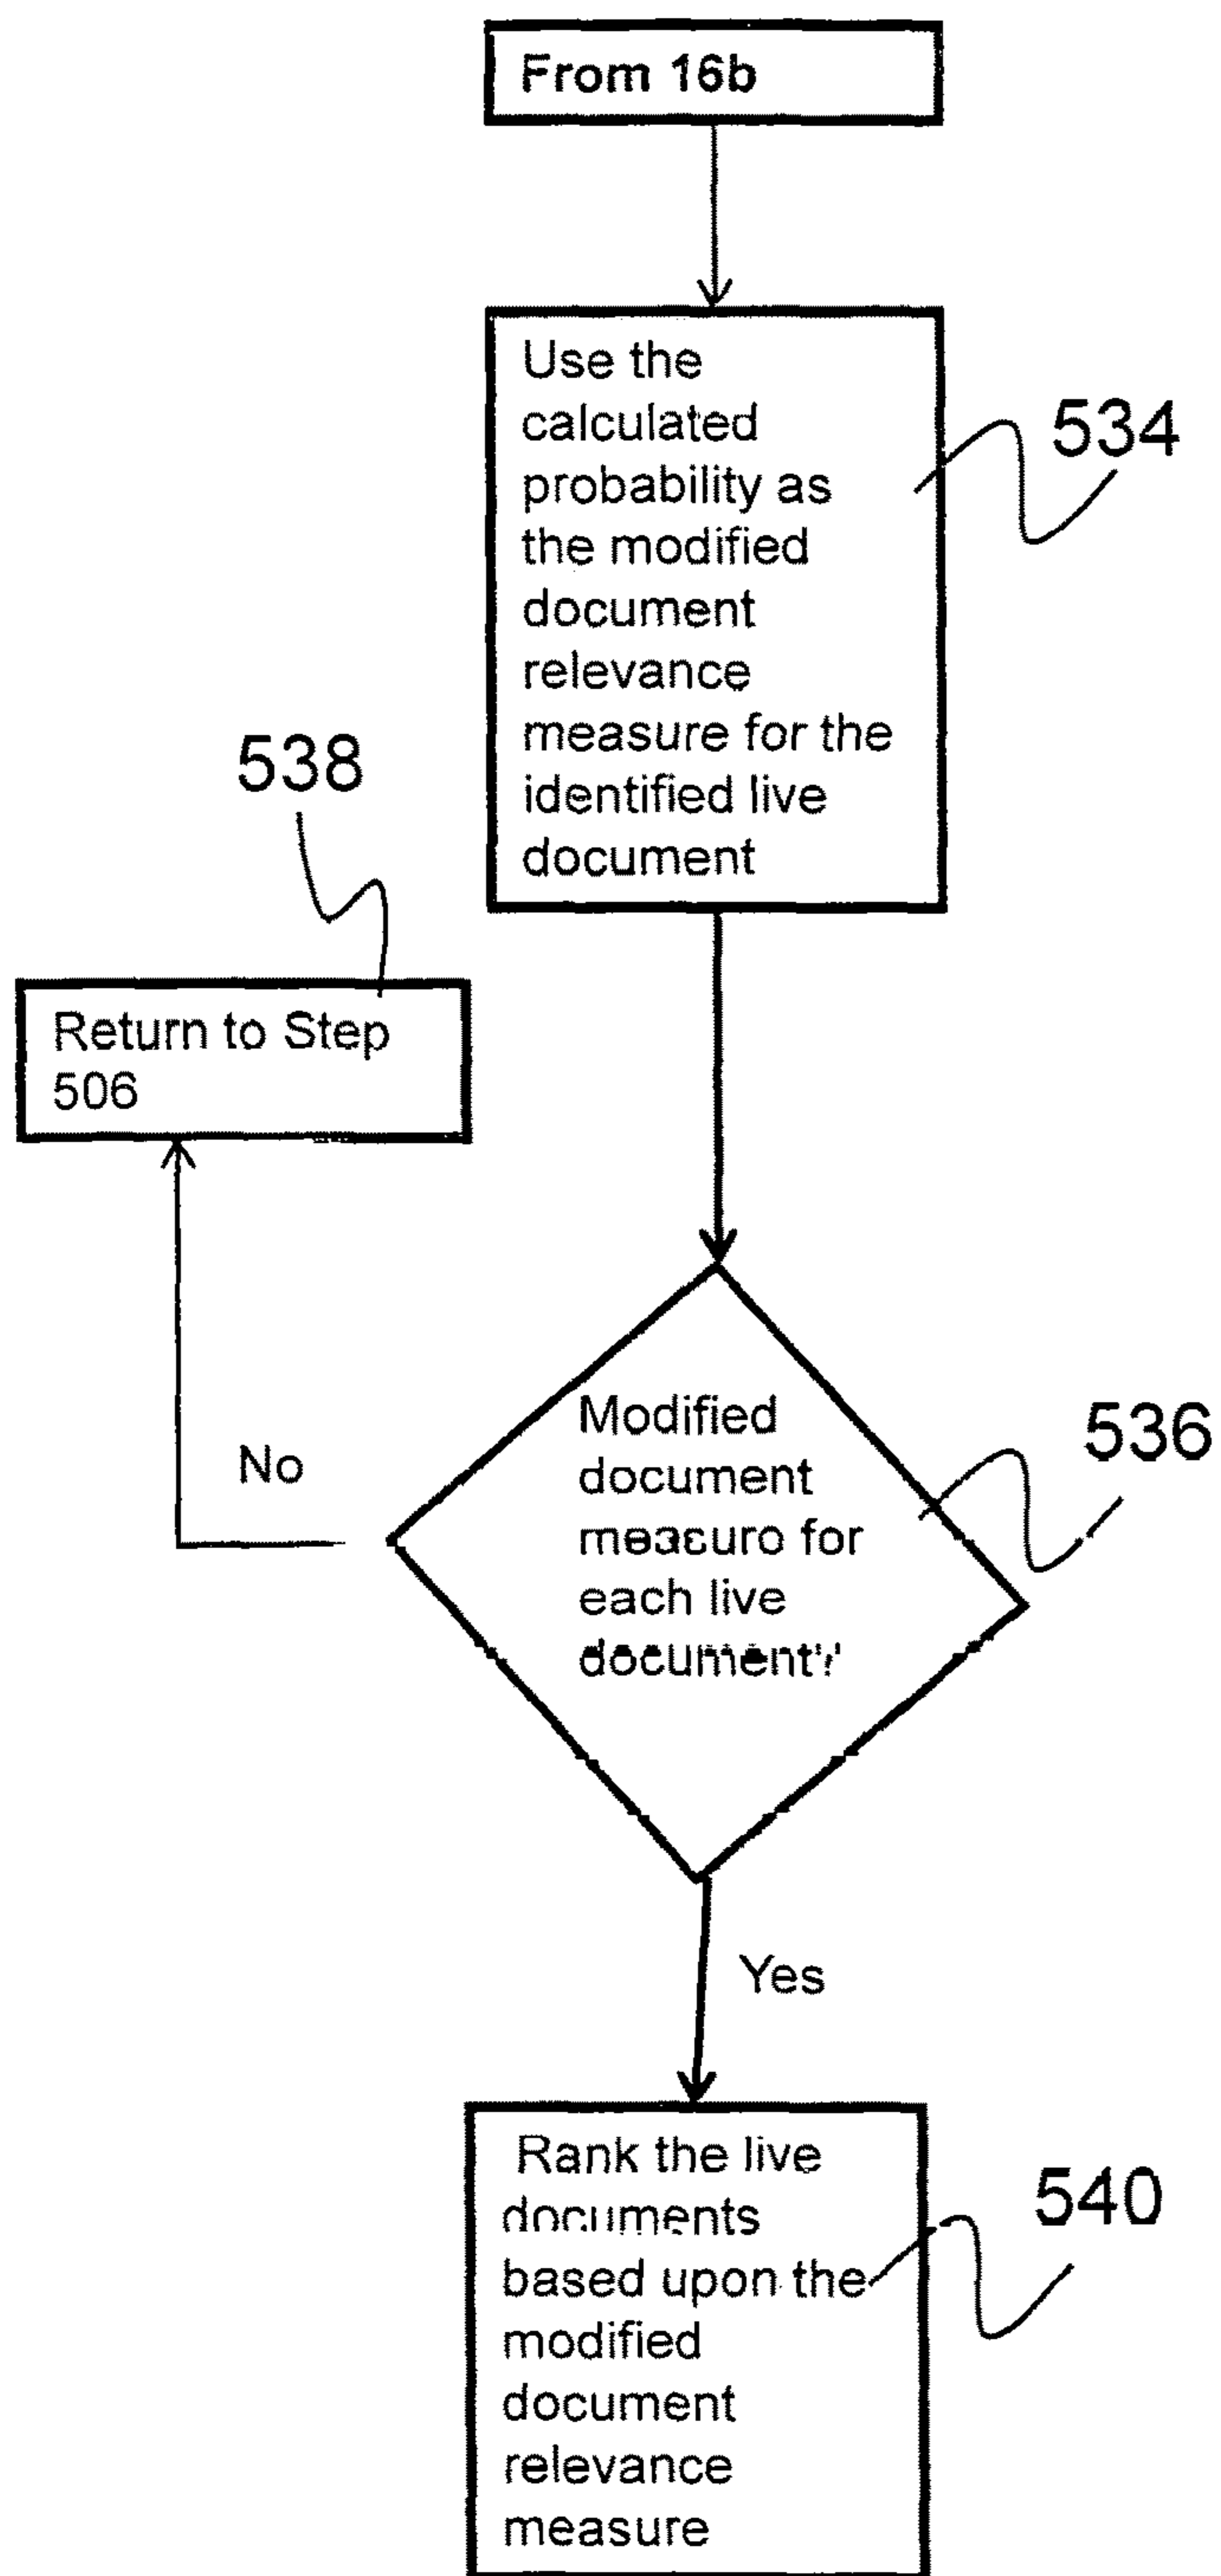 From 16b
Use the
calculated
probability as
the modified
document
relevance
measure for the
identified live
document
534
538
Return to Step
506
No
Modified
document
measure for
each live
document?
536
Yes
Rank the live
documents
based upon the
modified
document
relevance
measure
540